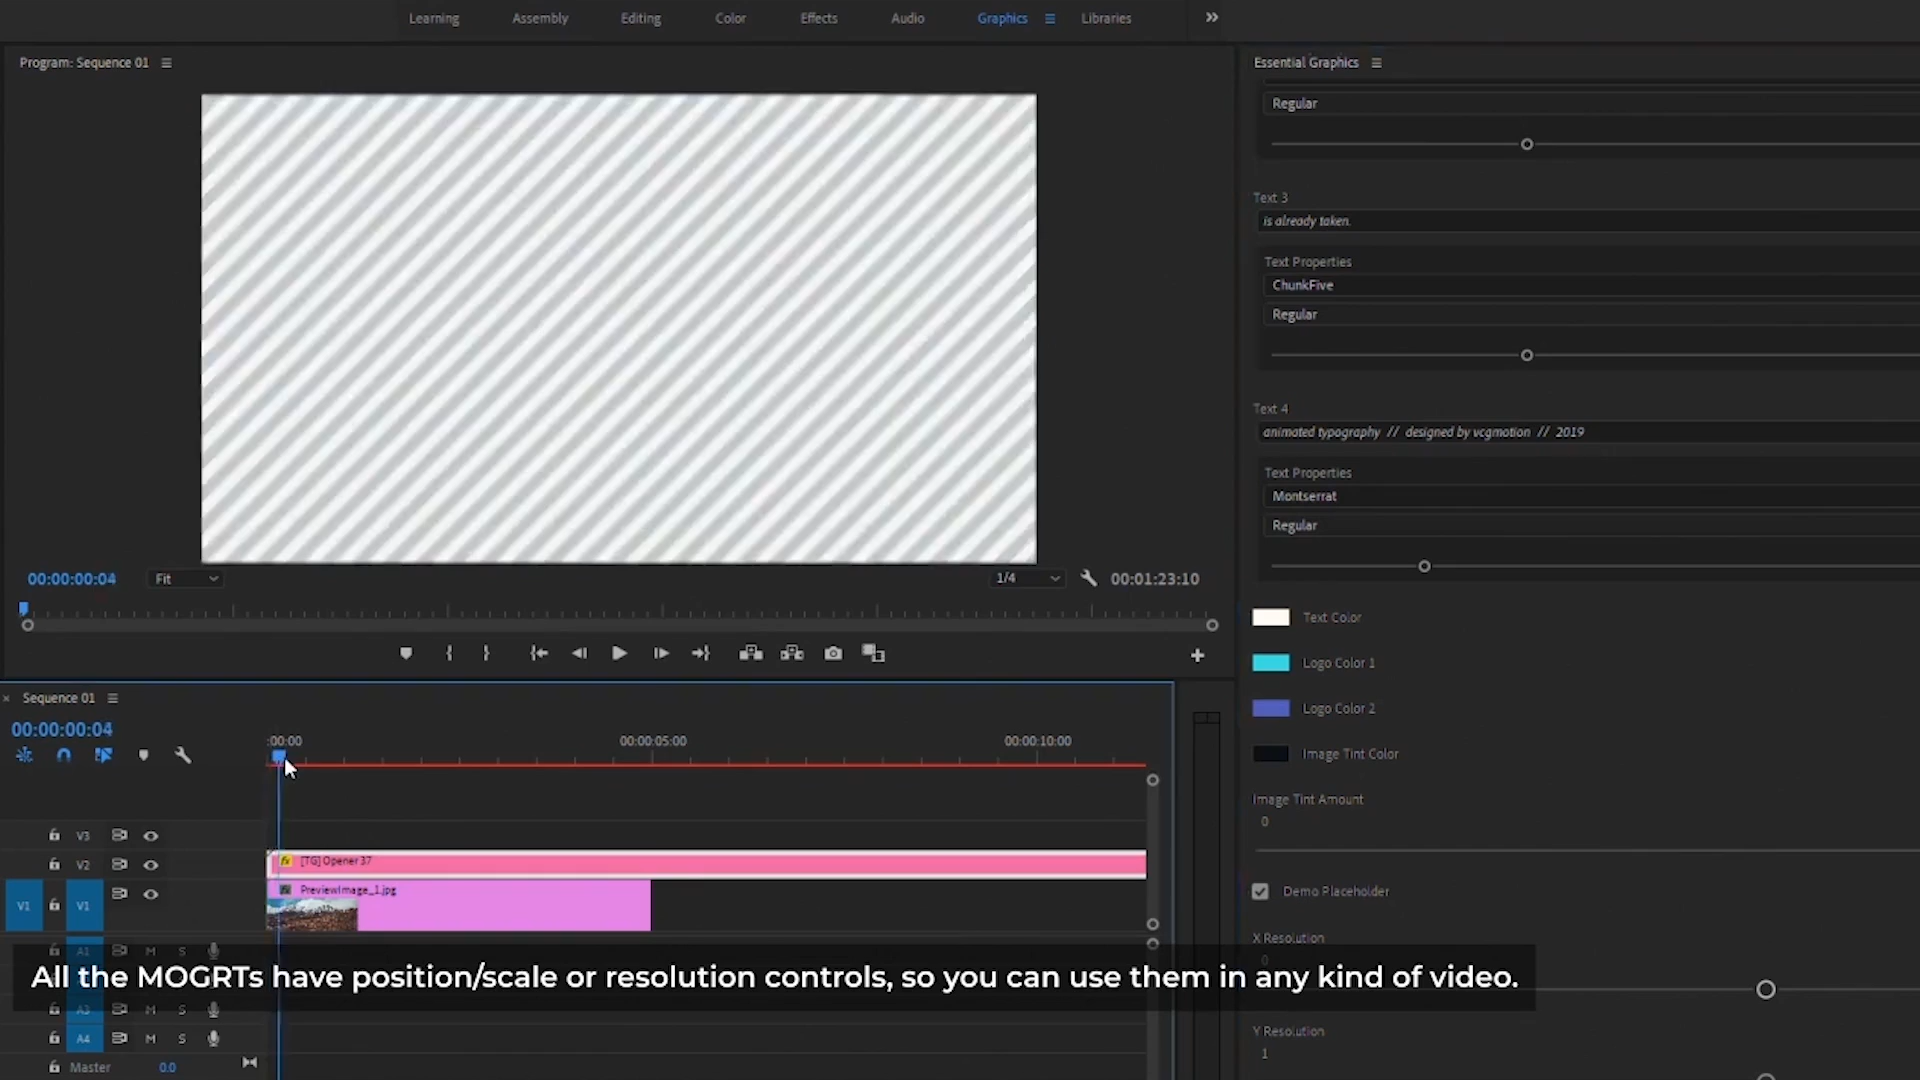 Learning Assembly Editing Color Effects Audio Graphics Libraries
Program: Sequence 01
Essential Graphics
Regular
Text 3
is already taken.
Text Properties
ChunkFive
Regular
Text 4
animated typography // designed by vcgmotion // 2019
Text Properties
Montserrat
Regular
00:00:00:04 Fit 1/4 00:01:23:10
Text Color
Logo Color 1
Logo Color 2
Image Tint Color
Image Tint Amount
0
Demo Placeholder
X Resolution
0
Y Resolution
1
Sequence 01
00:00:00:04
:00:00 00:00:05:00 00:00:10:00
V3
V2 fx [TG] Opener 37
V1 V1 fx PreviewImage_1.jpg
A1 M S
All the MOGRTs have position/scale or resolution controls, so you can use them in any kind of video.
A3 M S
A4 M S
Master 0.0